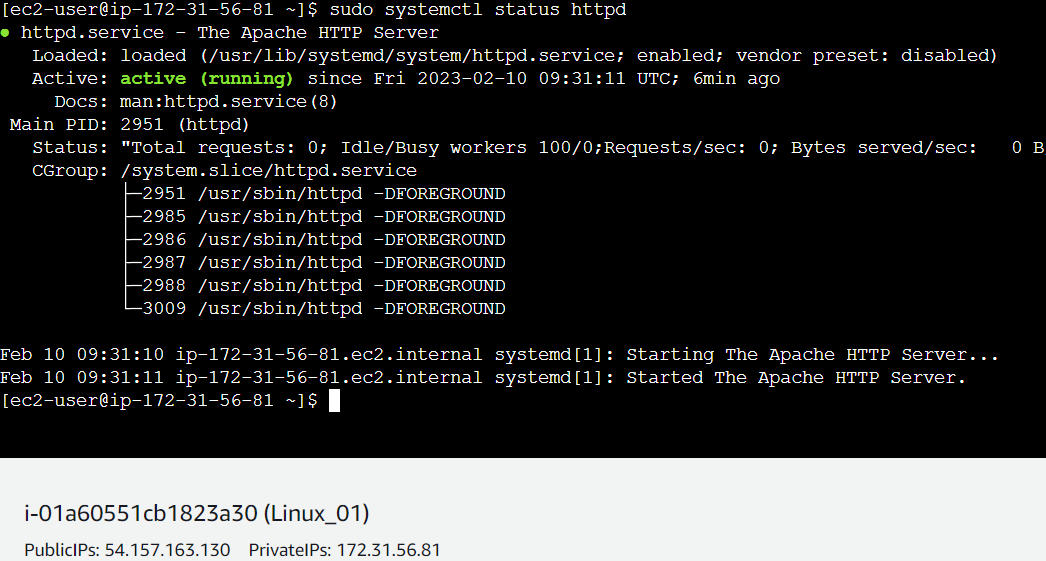 [ec2-user@ip-172-31-56-81 ~]$ sudo systemctl status httpd
● httpd.service - The Apache HTTP Server
   Loaded: loaded (/usr/lib/systemd/system/httpd.service; enabled; vendor preset: disabled)
   Active: active (running) since Fri 2023-02-10 09:31:11 UTC; 6min ago
     Docs: man:httpd.service(8)
 Main PID: 2951 (httpd)
   Status: "Total requests: 0; Idle/Busy workers 100/0;Requests/sec: 0; Bytes served/sec:   0 B
   CGroup: /system.slice/httpd.service
           ├─2951 /usr/sbin/httpd -DFOREGROUND
           ├─2985 /usr/sbin/httpd -DFOREGROUND
           ├─2986 /usr/sbin/httpd -DFOREGROUND
           ├─2987 /usr/sbin/httpd -DFOREGROUND
           ├─2988 /usr/sbin/httpd -DFOREGROUND
           └─3009 /usr/sbin/httpd -DFOREGROUND
Feb 10 09:31:10 ip-172-31-56-81.ec2.internal systemd[1]: Starting The Apache HTTP Server...
Feb 10 09:31:11 ip-172-31-56-81.ec2.internal systemd[1]: Started The Apache HTTP Server.
[ec2-user@ip-172-31-56-81 ~]$
i-01a60551cb1823a30 (Linux_01)
PublicIPs: 54.157.163.130 PrivateIPs: 172.31.56.81